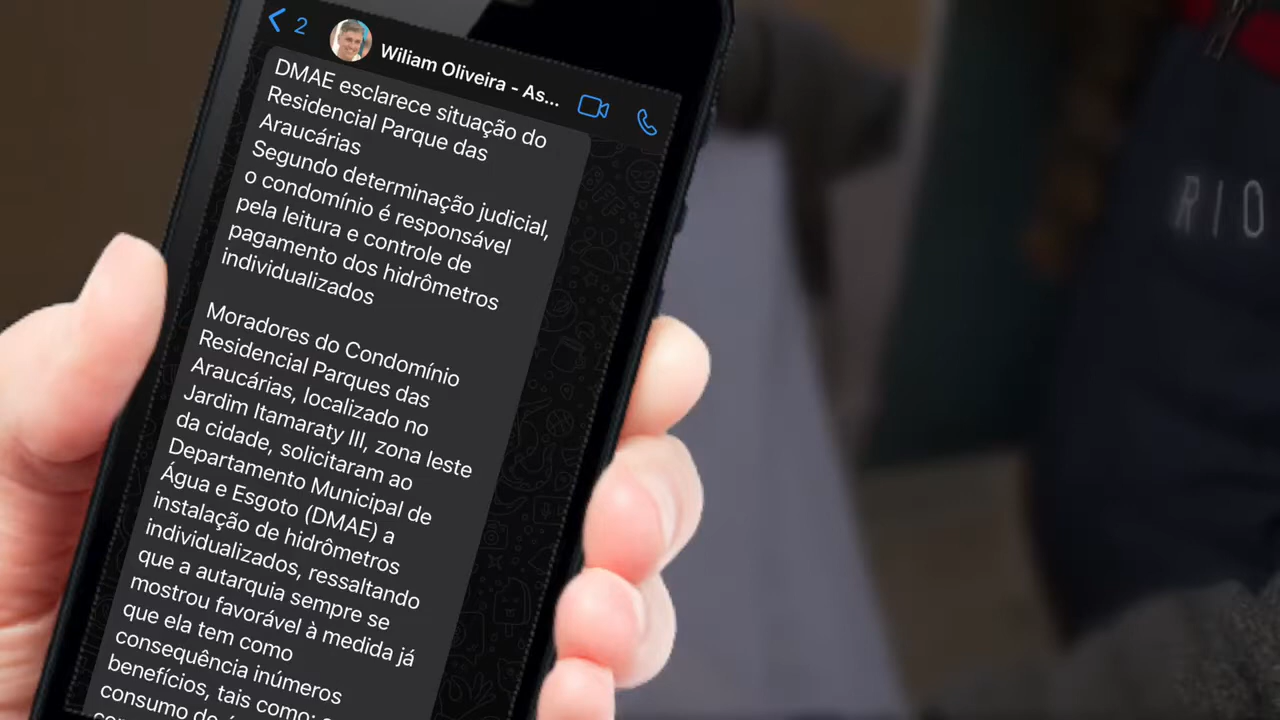 2
Wiliam Oliveira - As...
DMAE esclarece situação do
Residencial Parque das
Araucárias
Segundo determinação judicial,
o condomínio é responsável
pela leitura e controle de
pagamento dos hidrômetros
individualizados
Moradores do Condomínio
Residencial Parques das
Araucárias, localizado no
Jardim Itamaraty III, zona leste
da cidade, solicitaram ao
Departamento Municipal de
Água e Esgoto (DMAE) a
instalação de hidrômetros
individualizados, ressaltando
que a autarquia sempre se
mostrou favorável à medida já
que ela tem como
consequência inúmeros
benefícios, tais como:
consumo de
RIO